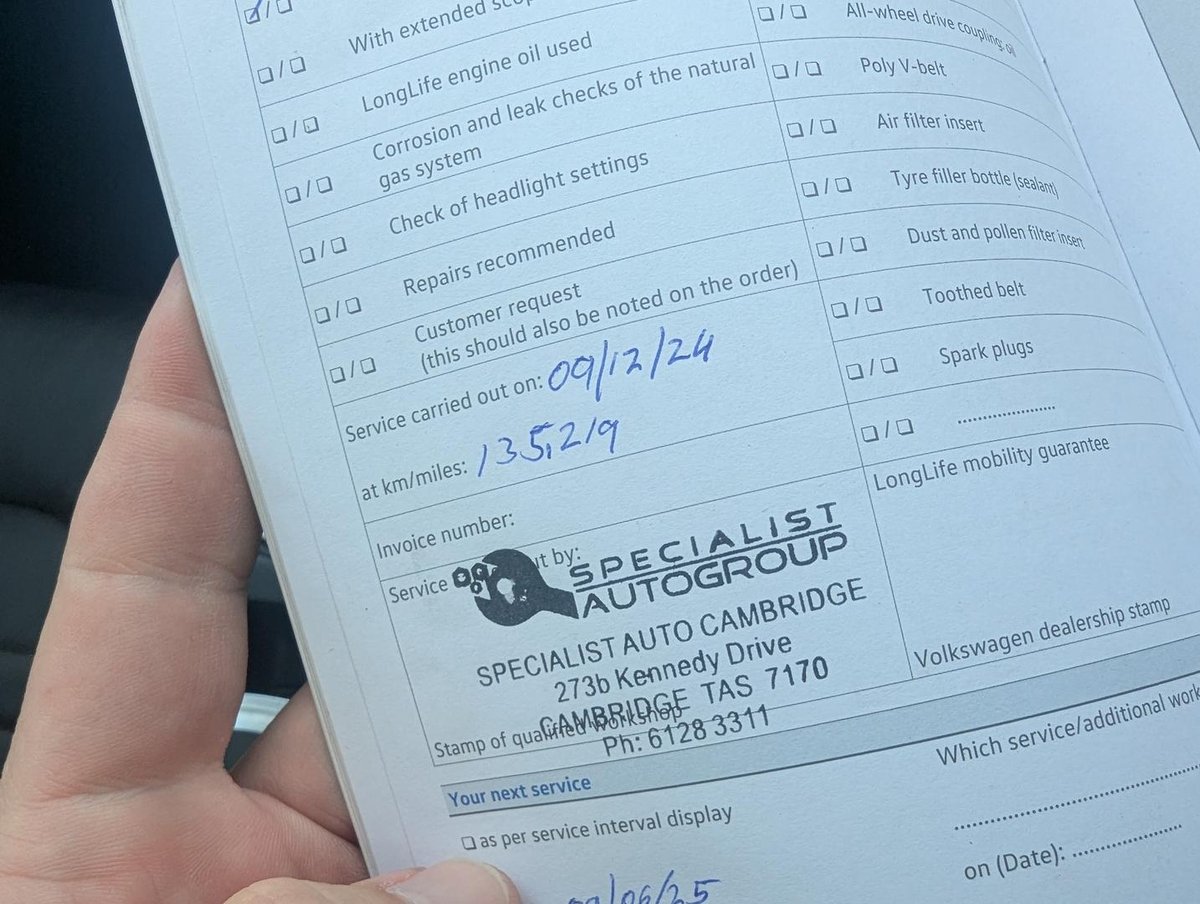 With extended
LongLife engine oil used
Corrosion and leak checks of the natural
gas system
Check of headlight settings
Repairs recommended
Customer request
(this should also be noted on the order)
Service carried out on: 09/12/24
at km/miles: 135,219
Invoice number:
Service
ut by:
SPECIALIST
AUTOGROUP
SPECIALIST AUTO CAMBRIDGE
273b Kennedy Drive
CAMBRIDGE TAS 7170
Ph: 6128 3311
Stamp of qualified workshop
All-wheel drive coupling: oil
Poly V-belt
Air filter insert
Tyre filler bottle (sealant)
Dust and pollen filter insert
Toothed belt
Spark plugs
LongLife mobility guarantee
Volkswagen dealership stamp
Your next service
as per service interval display
Which service/additional work
on (Date):